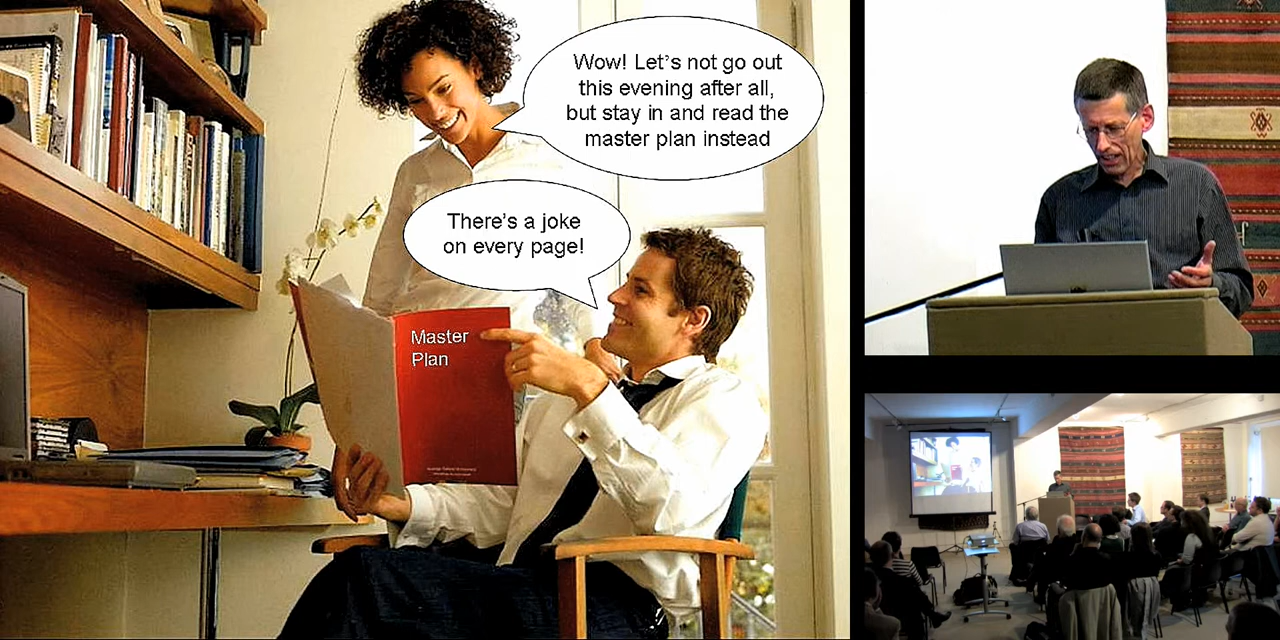 Wow! Let's not go out
this evening after all,
but stay in and read the
master plan instead
There's a joke
on every page!
Master
Plan